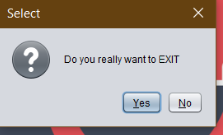 Select
Do you really want to EXIT
Yes No